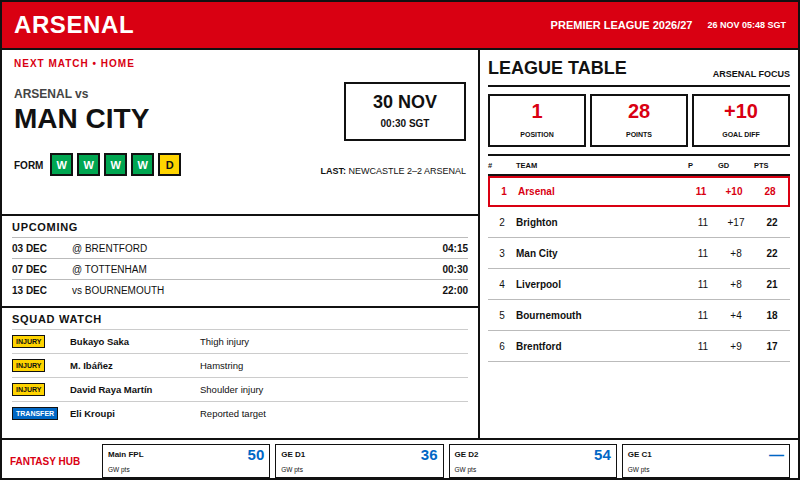 ARSENAL
PREMIER LEAGUE 2026/27 26 NOV 05:48 SGT
NEXT MATCH • HOME
ARSENAL vs
MAN CITY
30 NOV
00:30 SGT
FORM W W W W D
LAST: NEWCASTLE 2–2 ARSENAL
UPCOMING
03 DEC @ BRENTFORD 04:15
07 DEC @ TOTTENHAM 00:30
13 DEC vs BOURNEMOUTH 22:00
SQUAD WATCH
INJURY Bukayo Saka Thigh injury
INJURY M. Ibáñez Hamstring
INJURY David Raya Martín Shoulder injury
TRANSFER Eli Kroupi Reported target
LEAGUE TABLE ARSENAL FOCUS
1 28 +10
POSITION POINTS GOAL DIFF
# TEAM P GD PTS
1 Arsenal 11 +10 28
2 Brighton 11 +17 22
3 Man City 11 +8 22
4 Liverpool 11 +8 21
5 Bournemouth 11 +4 18
6 Brentford 11 +9 17
FANTASY HUB
Main FPL 50
GW pts
GE D1 36
GW pts
GE D2 54
GW pts
GE C1 —
GW pts